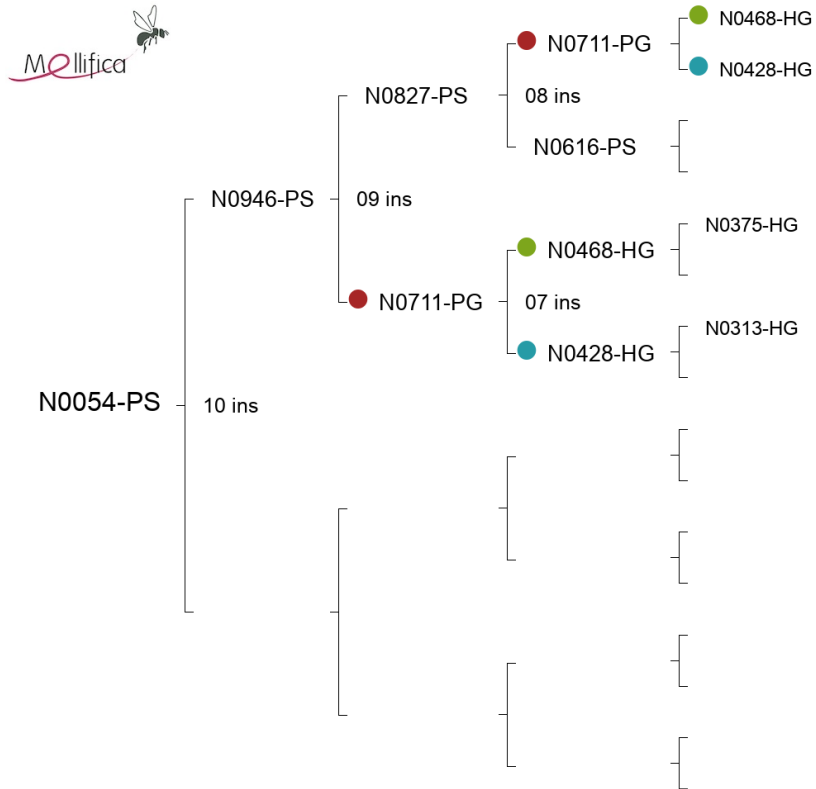 Mellifica
N0468-HG
N0711-PG
N0428-HG
N0827-PS
08 ins
N0616-PS
N0946-PS
09 ins
N0375-HG
N0468-HG
N0711-PG
07 ins
N0313-HG
N0428-HG
N0054-PS
10 ins